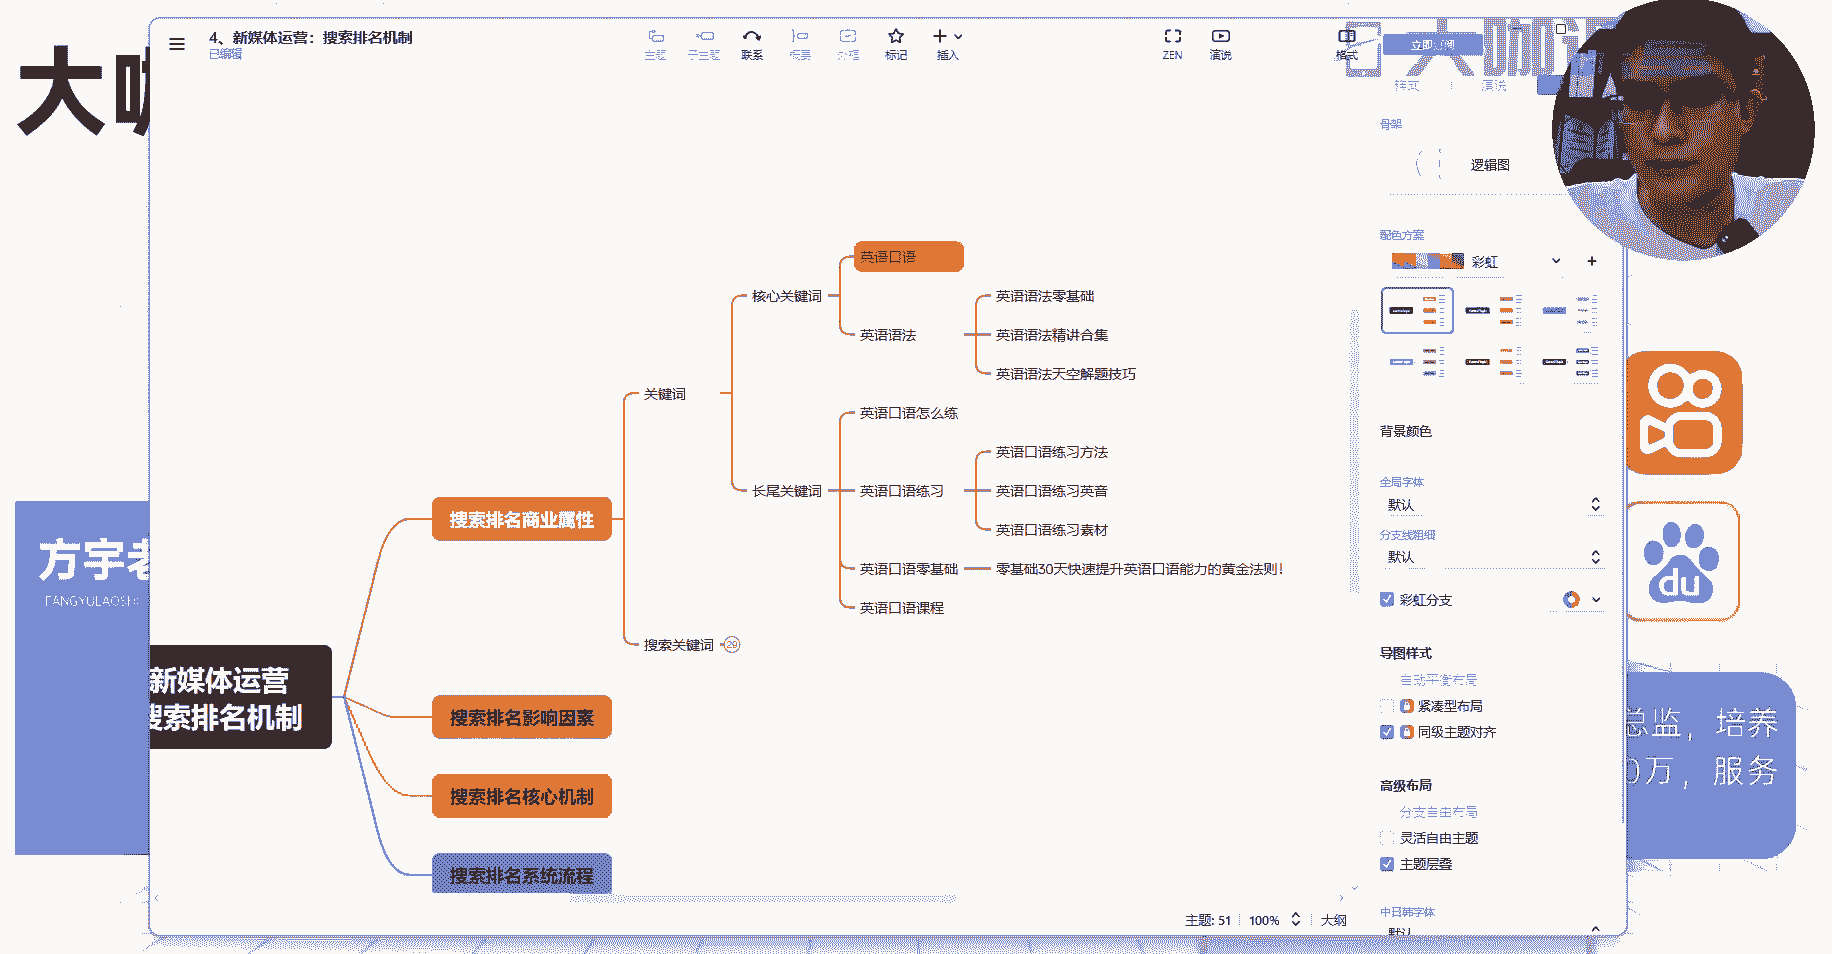 4、新媒体运营：搜索排名机制
已编辑
主题
子主题
联系
概要
外框
标记
插入
ZEN
演说
格式
大咖
样式
演说
骨架
逻辑图
配色方案
彩虹
背景颜色
全局字体
默认
分支线粗细
默认
彩虹分支
导图样式
自动平衡布局
紧凑型布局
同级主题对齐
高级布局
分支自由布局
灵活自由主题
主题层叠
中日韩字体
默认
英语口语
核心关键词
英语语法
英语语法零基础
英语语法精讲合集
英语语法天空解题技巧
关键词
英语口语怎么练
英语口语练习方法
长尾关键词
英语口语练习
英语口语练习英音
英语口语练习素材
英语口语零基础
零基础30天快速提升英语口语能力的黄金法则！
英语口语课程
搜索排名商业属性
搜索关键词
29
新媒体运营
搜索排名机制
搜索排名影响因素
搜索排名核心机制
搜索排名系统流程
主题: 51
100%
大纲
大咖
方宇老
FANGYULAOSHI
du
总监，培养
0万，服务